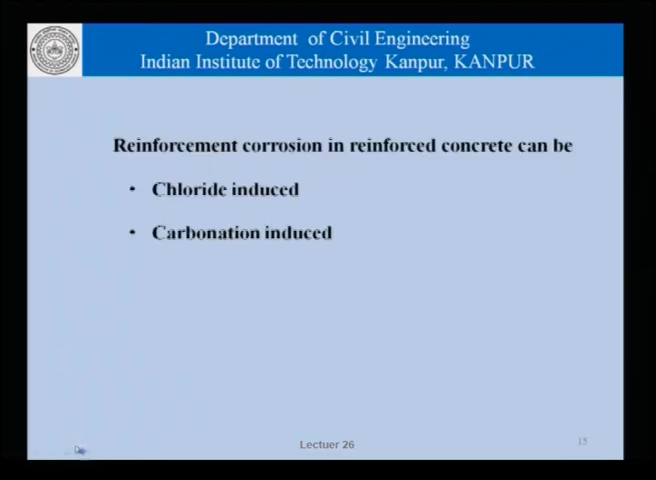 Department of Civil Engineering
Indian Institute of Technology Kanpur, KANPUR
Reinforcement corrosion in reinforced concrete can be
• Chloride induced
• Carbonation induced
Lectuer 26
15